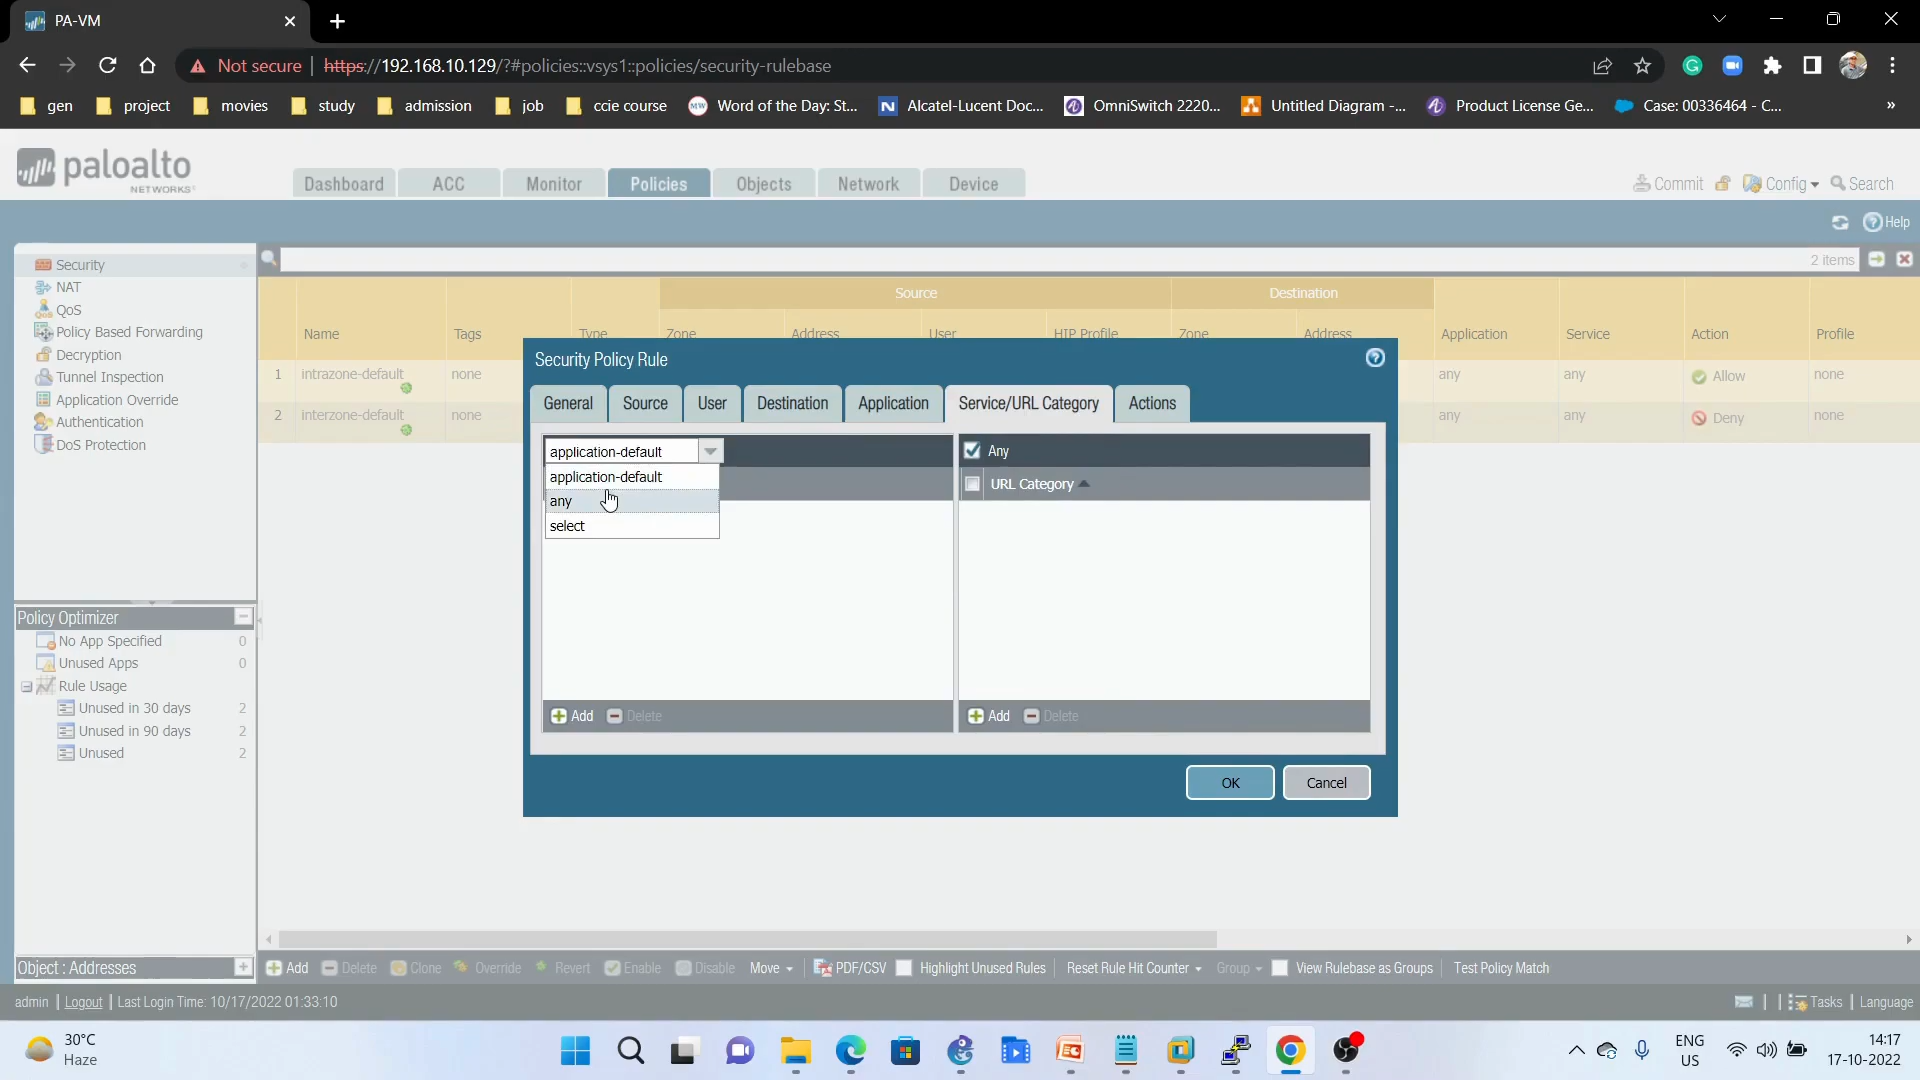 PA-VM
Not secure
https://192.168.10.129/?#policies::vsys1::policies/security-rulebase
gen
project
movies
study
admission
job
ccie course
Word of the Day: St...
Alcatel-Lucent Doc...
OmniSwitch 2220...
Untitled Diagram -...
Product License Ge...
Case: 00336464 - C...
»
paloalto
NETWORKS
Dashboard
ACC
Monitor
Policies
Objects
Network
Device
Commit
Config
Search
Help
Security
NAT
QoS
Policy Based Forwarding
Decryption
Tunnel Inspection
Application Override
Authentication
DoS Protection
2 items
Source
Destination
Name
Tags
Type
Zone
Address
User
HIP Profile
Zone
Address
Application
Service
Action
Profile
1 intrazone-default none any any Allow none
2 interzone-default none any any Deny none
Security Policy Rule
General
Source
User
Destination
Application
Service/URL Category
Actions
application-default
application-default
any
select
Any
URL Category
Add
Delete
Add
Delete
OK
Cancel
Policy Optimizer
No App Specified 0
Unused Apps 0
Rule Usage
Unused in 30 days 2
Unused in 90 days 2
Unused 2
Object : Addresses
Add
Delete
Clone
Override
Revert
Enable
Disable
Move
PDF/CSV
Highlight Unused Rules
Reset Rule Hit Counter
Group
View Rulebase as Groups
Test Policy Match
admin | Logout | Last Login Time: 10/17/2022 01:33:10
Tasks | Language
30°C
Haze
ENG
US
14:17
17-10-2022